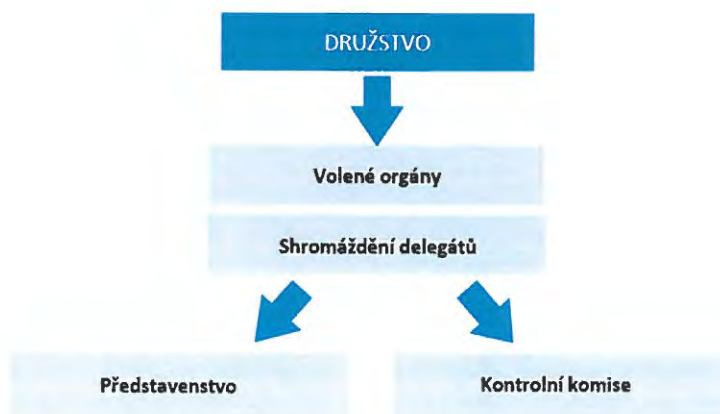 DRUŽSTVO
Volené orgány
Shromáždění delegátů
Představenstvo
Kontrolní komise